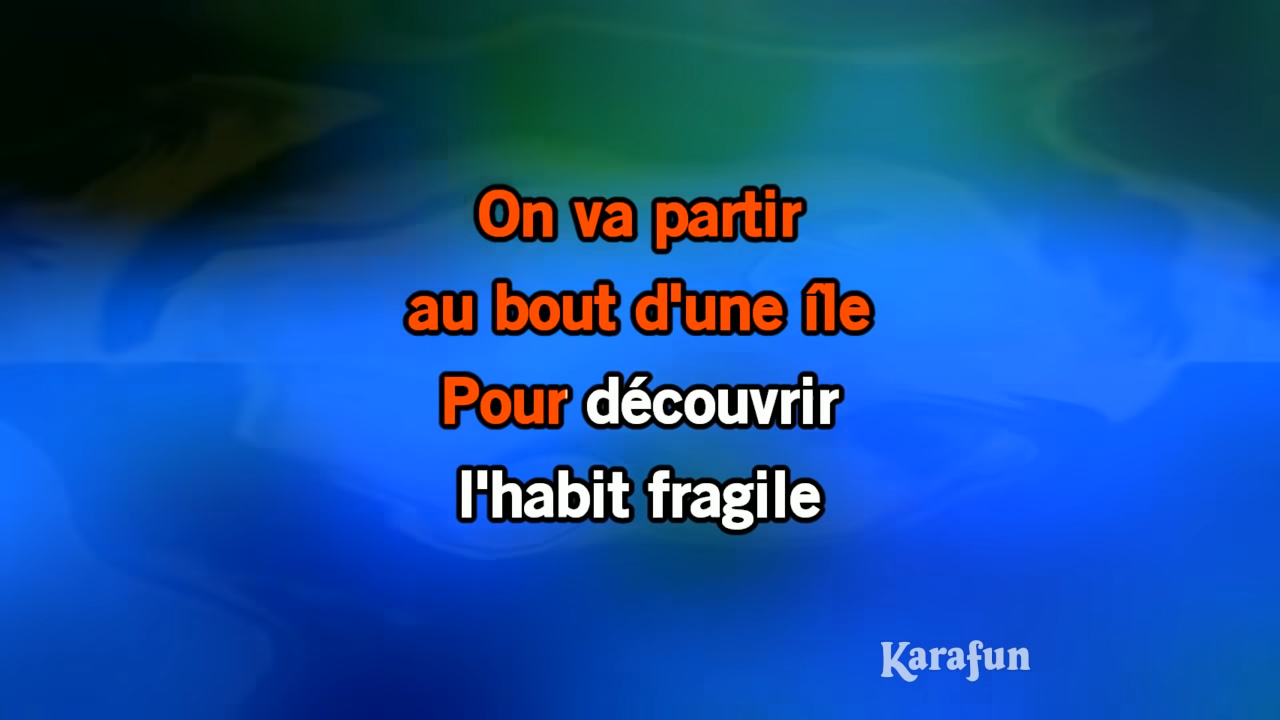 On va partir
au bout d'une île
Pour découvrir
l'habit fragile
Karafun